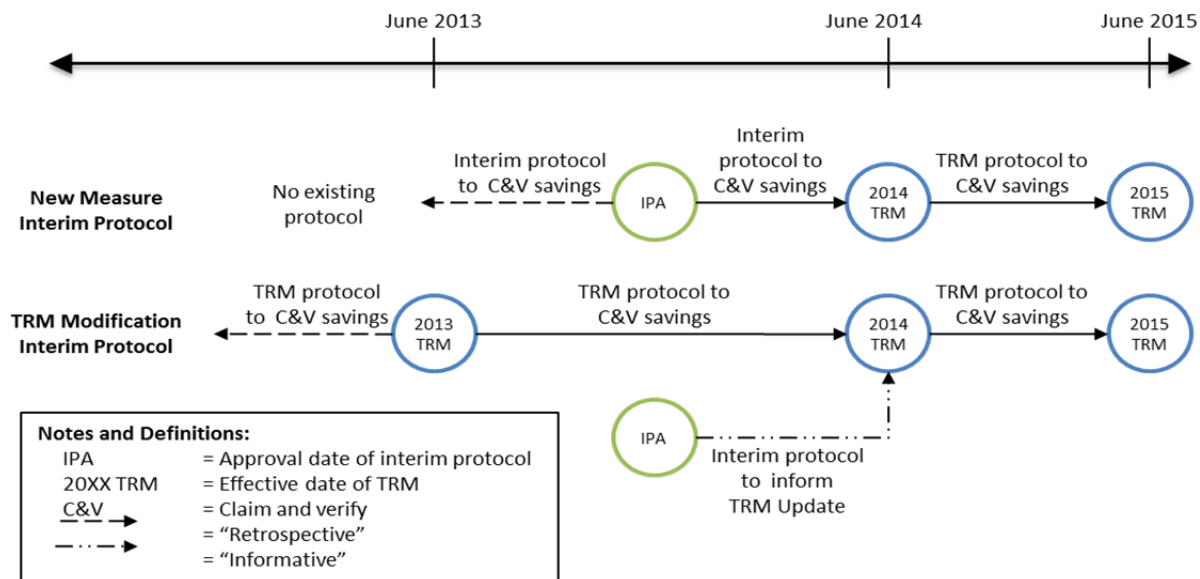 June 2013
June 2014
June 2015
New Measure
Interim Protocol
No existing
protocol
Interim protocol
to C&V savings
IPA
Interim
protocol to
C&V savings
2014
TRM
TRM protocol to
C&V savings
2015
TRM
TRM Modification
Interim Protocol
TRM protocol
to C&V savings
2013
TRM
TRM protocol to
C&V savings
2014
TRM
TRM protocol to
C&V savings
2015
TRM
IPA
Interim protocol
to inform
TRM Update
Notes and Definitions:
IPA = Approval date of interim protocol
20XX TRM = Effective date of TRM
C&V = Claim and verify
= “Retrospective”
= “Informative”